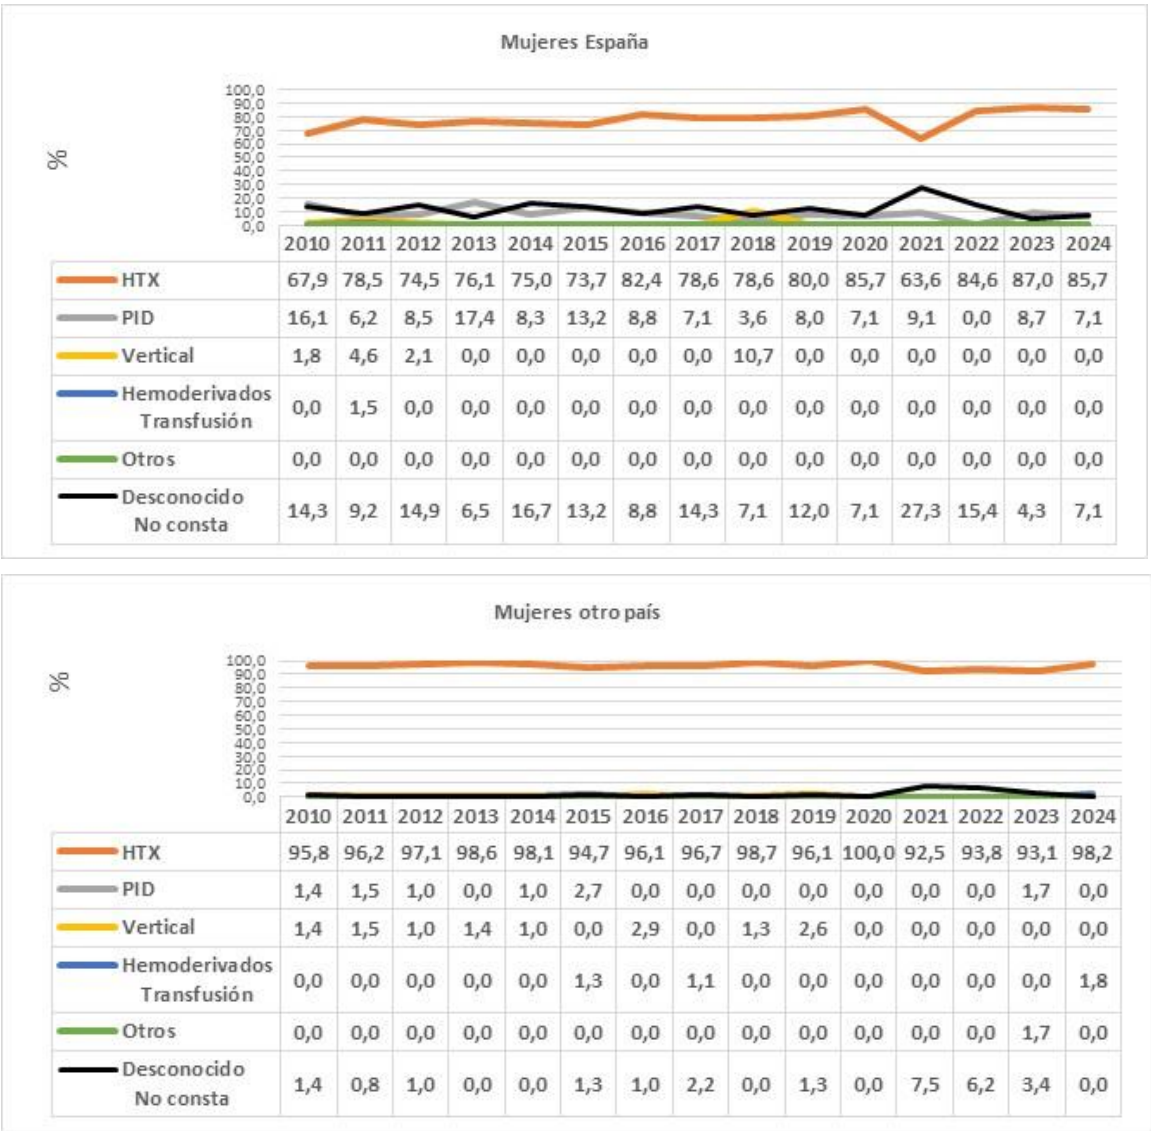 Mujeres España
%
100,0
90,0
80,0
70,0
60,0
50,0
40,0
30,0
20,0
10,0
0,0
2010 2011 2012 2013 2014 2015 2016 2017 2018 2019 2020 2021 2022 2023 2024
HTX 67,9 78,5 74,5 76,1 75,0 73,7 82,4 78,6 78,6 80,0 85,7 63,6 84,6 87,0 85,7
PID 16,1 6,2 8,5 17,4 8,3 13,2 8,8 7,1 3,6 8,0 7,1 9,1 0,0 8,7 7,1
Vertical 1,8 4,6 2,1 0,0 0,0 0,0 0,0 0,0 10,7 0,0 0,0 0,0 0,0 0,0 0,0
Hemoderivados
Transfusión
0,0 1,5 0,0 0,0 0,0 0,0 0,0 0,0 0,0 0,0 0,0 0,0 0,0 0,0 0,0
Otros 0,0 0,0 0,0 0,0 0,0 0,0 0,0 0,0 0,0 0,0 0,0 0,0 0,0 0,0 0,0
Desconocido
No consta
14,3 9,2 14,9 6,5 16,7 13,2 8,8 14,3 7,1 12,0 7,1 27,3 15,4 4,3 7,1
Mujeres otro país
%
100,0
90,0
80,0
70,0
60,0
50,0
40,0
30,0
20,0
10,0
0,0
2010 2011 2012 2013 2014 2015 2016 2017 2018 2019 2020 2021 2022 2023 2024
HTX 95,8 96,2 97,1 98,6 98,1 94,7 96,1 96,7 98,7 96,1 100,0 92,5 93,8 93,1 98,2
PID 1,4 1,5 1,0 0,0 1,0 2,7 0,0 0,0 0,0 0,0 0,0 0,0 0,0 1,7 0,0
Vertical 1,4 1,5 1,0 1,4 1,0 0,0 2,9 0,0 1,3 2,6 0,0 0,0 0,0 0,0 0,0
Hemoderivados
Transfusión
0,0 0,0 0,0 0,0 0,0 1,3 0,0 1,1 0,0 0,0 0,0 0,0 0,0 0,0 1,8
Otros 0,0 0,0 0,0 0,0 0,0 0,0 0,0 0,0 0,0 0,0 0,0 0,0 0,0 1,7 0,0
Desconocido
No consta
1,4 0,8 1,0 0,0 0,0 1,3 1,0 2,2 0,0 1,3 0,0 7,5 6,2 3,4 0,0